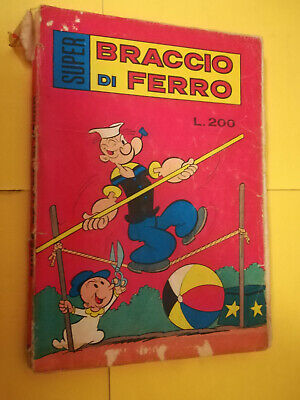 SUPER
BRACCIO
DI FERRO
L.200